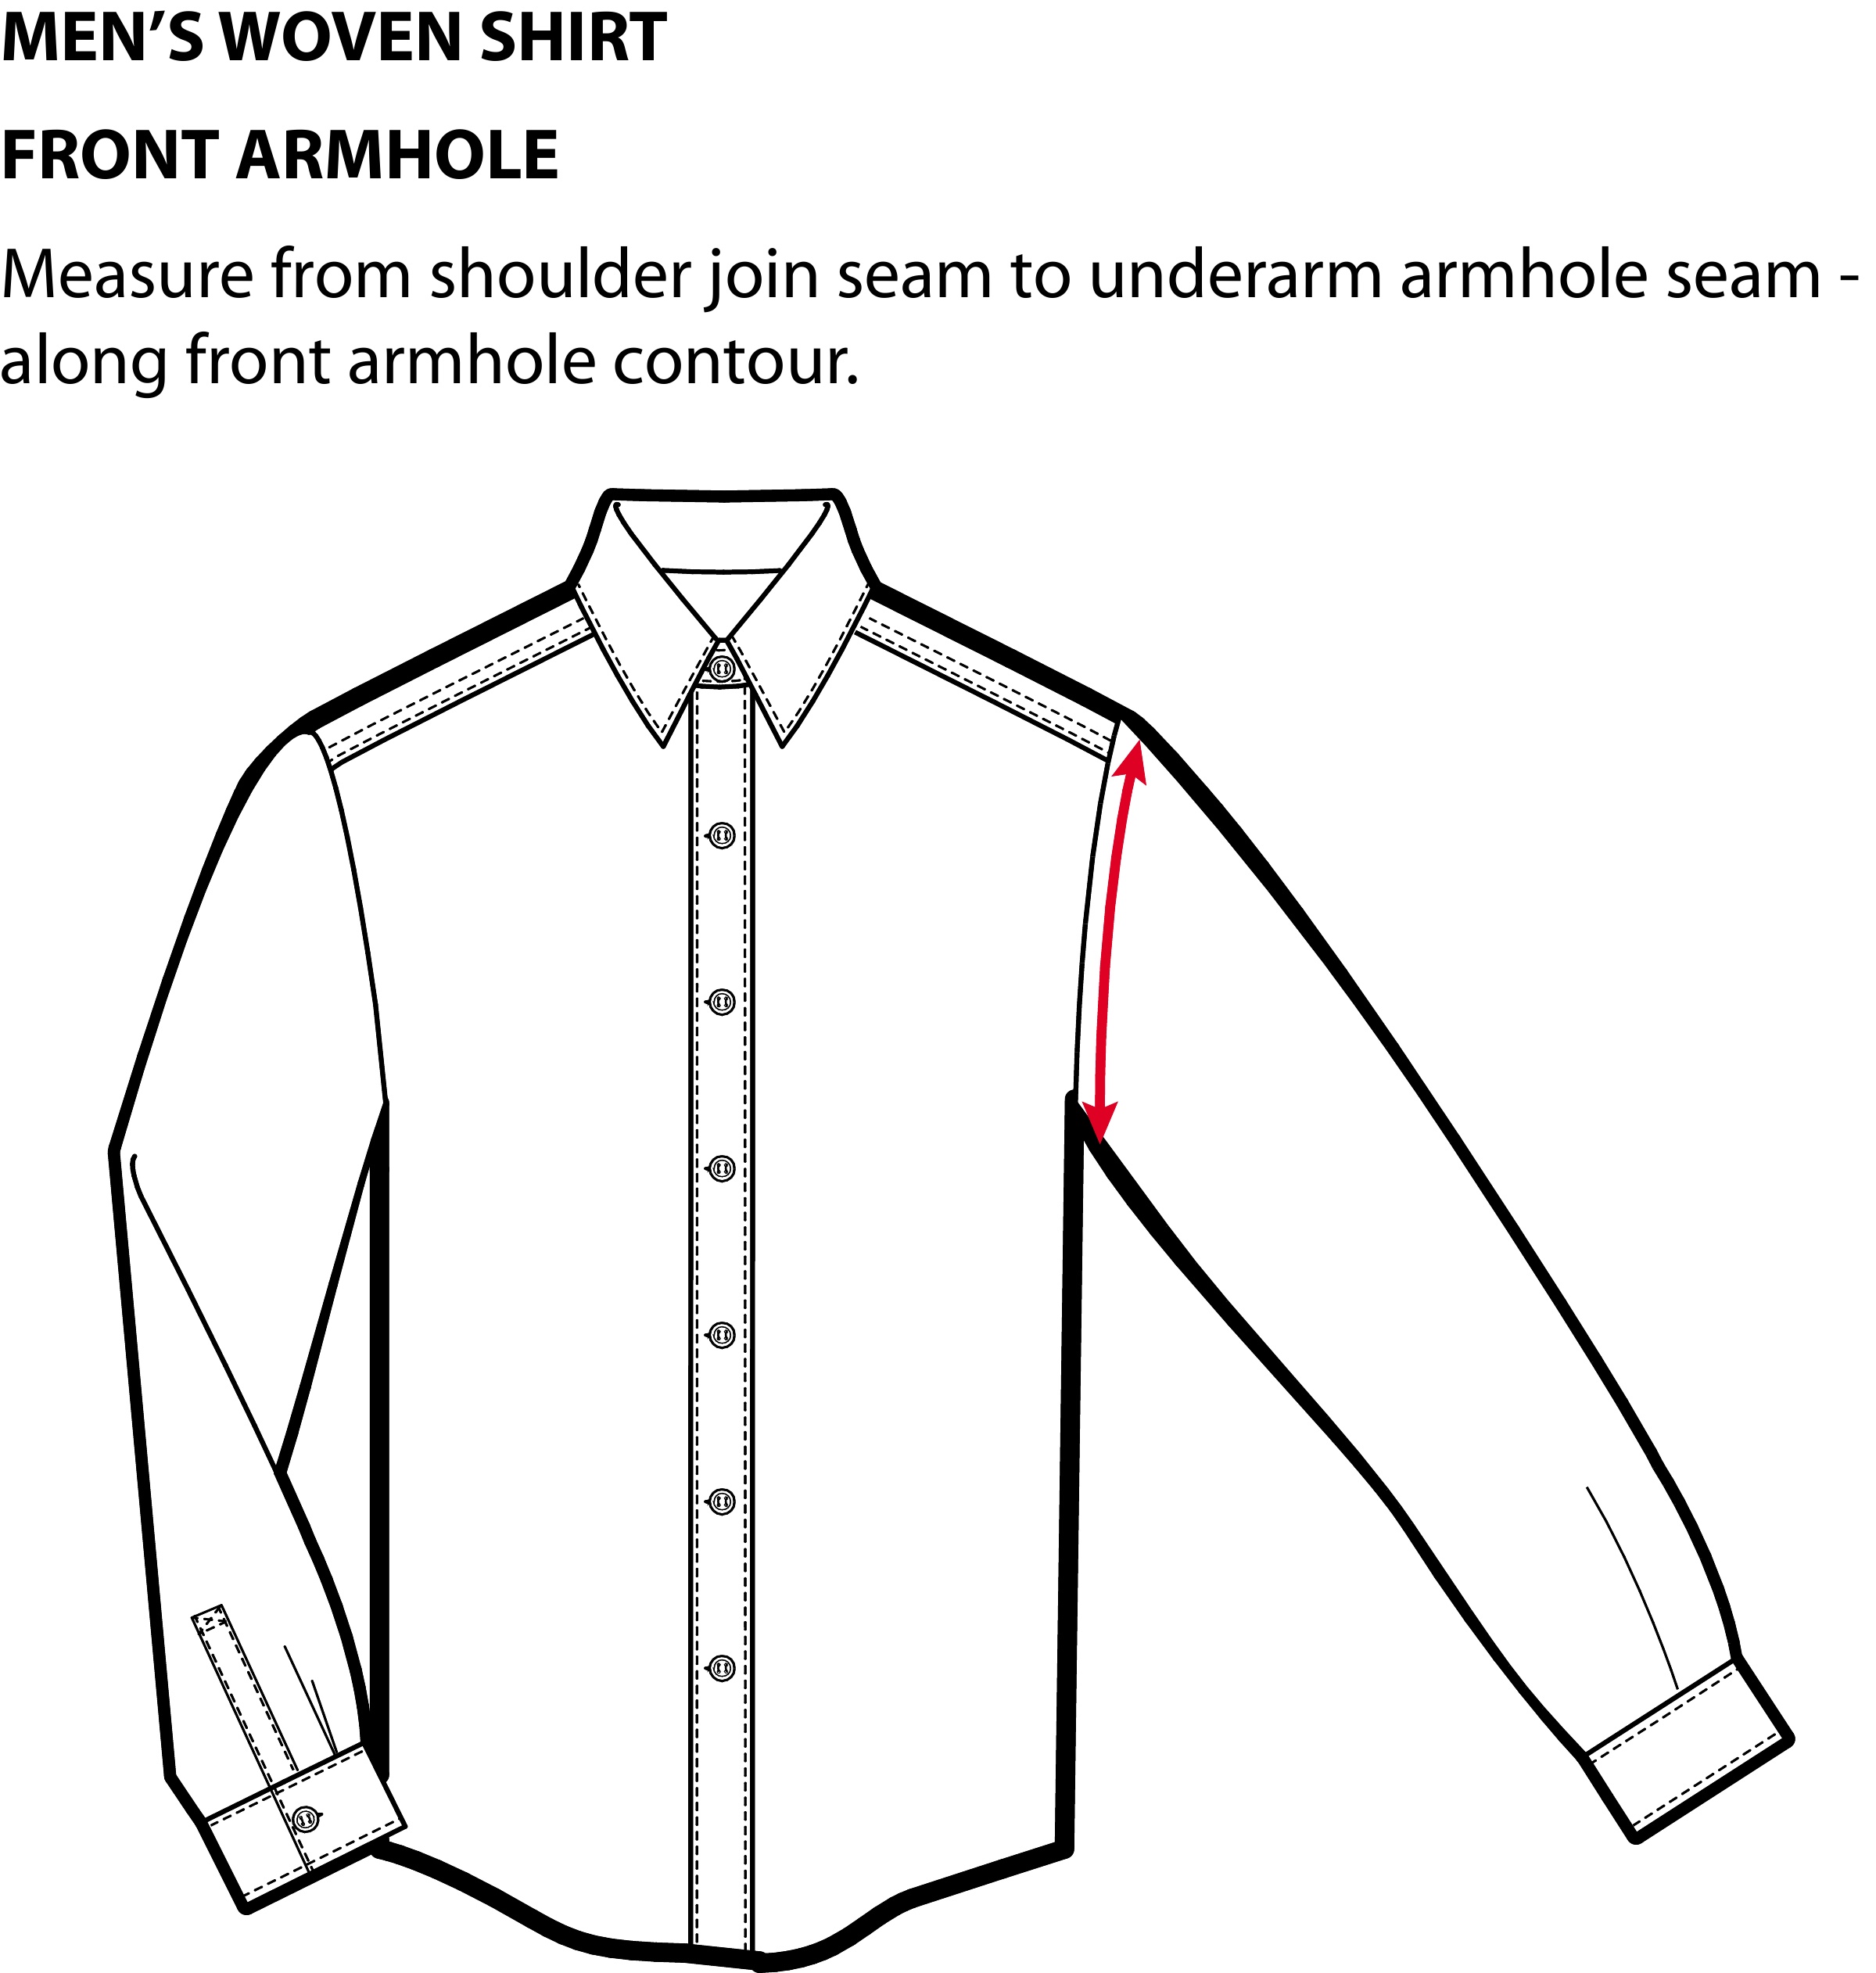 MEN’S WOVEN SHIRT
FRONT ARMHOLE
Measure from shoulder join seam to underarm armhole seam -
along front armhole contour.